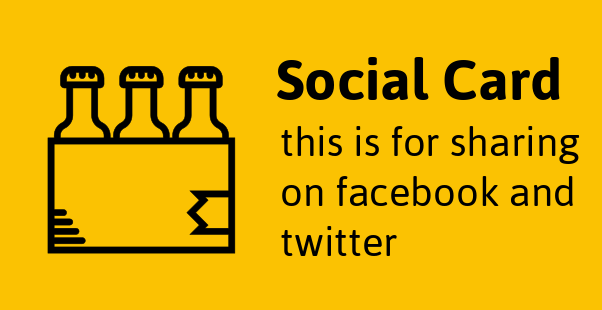 Social Card
this is for sharing
on facebook and
twitter